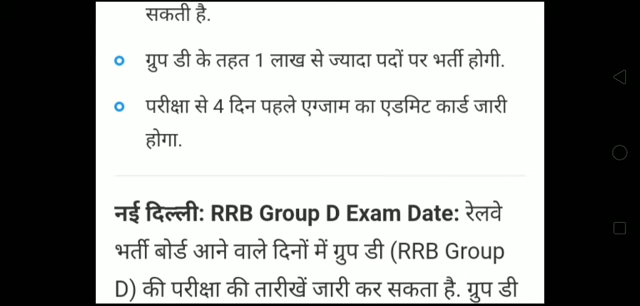 सकती है.
ग्रुप डी के तहत 1 लाख से ज्यादा पदों पर भर्ती होगी.
परीक्षा से 4 दिन पहले एग्जाम का एडमिट कार्ड जारी
होगा.
नई दिल्ली: RRB Group D Exam Date: रेलवे
भर्ती बोर्ड आने वाले दिनों में ग्रुप डी (RRB Group
D) की परीक्षा की तारीखें जारी कर सकता है. ग्रुप डी